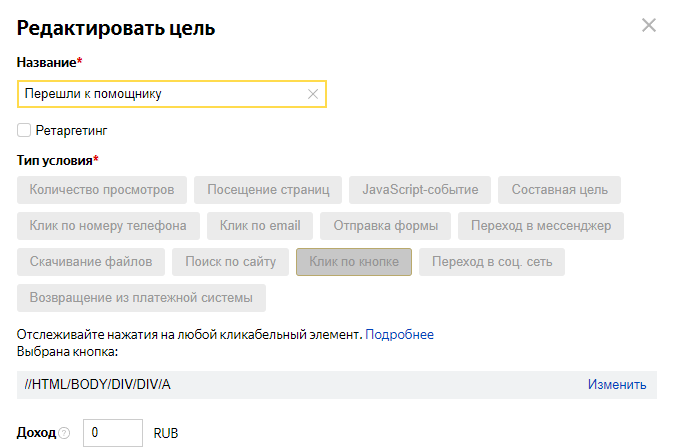 Редактировать цель
Название*
Перешли к помощнику
Ретаргетинг
Тип условия*
Количество просмотров Посещение страниц JavaScript-событие Составная цель
Клик по номеру телефона Клик по email Отправка формы Переход в мессенджер
Скачивание файлов Поиск по сайту Клик по кнопке Переход в соц. сеть
Возвращение из платежной системы
Отслеживайте нажатия на любой кликабельный элемент. Подробнее
Выбрана кнопка:
//HTML/BODY/DIV/DIV/A Изменить
Доход ? 0 RUB